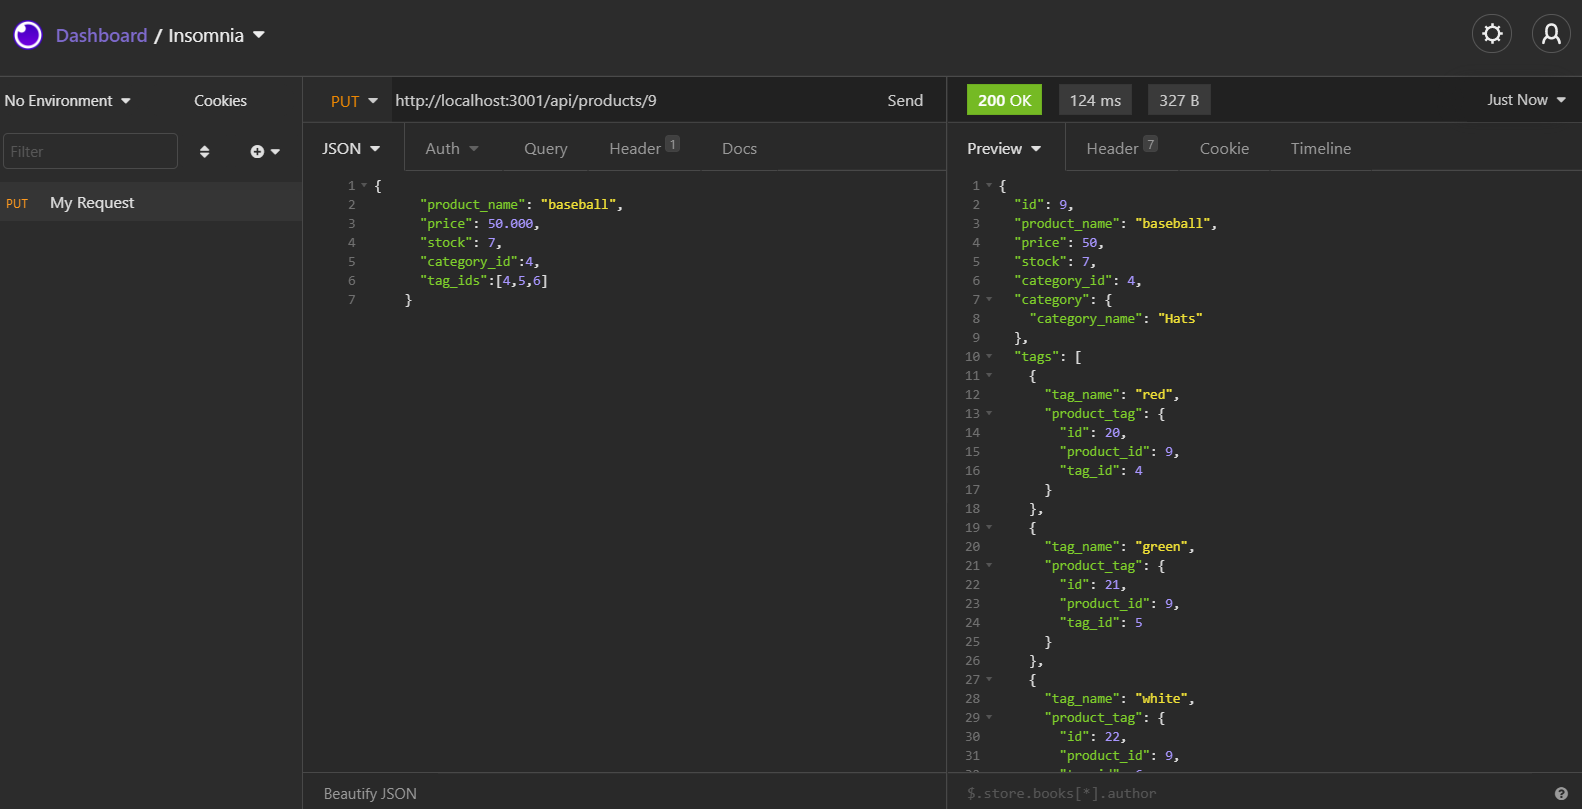 Dashboard / Insomnia
No Environment Cookies
Filter
PUT My Request
PUT http://localhost:3001/api/products/9 Send
JSON Auth Query Header 1 Docs
1 {
2 "product_name": "baseball",
3 "price": 50.000,
4 "stock": 7,
5 "category_id":4,
6 "tag_ids":[4,5,6]
7 }
Beautify JSON
200 OK 124 ms 327 B Just Now
Preview Header 7 Cookie Timeline
1 {
2 "id": 9,
3 "product_name": "baseball",
4 "price": 50,
5 "stock": 7,
6 "category_id": 4,
7 "category": {
8 "category_name": "Hats"
9 },
10 "tags": [
11 {
12 "tag_name": "red",
13 "product_tag": {
14 "id": 20,
15 "product_id": 9,
16 "tag_id": 4
17 }
18 },
19 {
20 "tag_name": "green",
21 "product_tag": {
22 "id": 21,
23 "product_id": 9,
24 "tag_id": 5
25 }
26 },
27 {
28 "tag_name": "white",
29 "product_tag": {
30 "id": 22,
31 "product_id": 9,
$.store.books[*].author